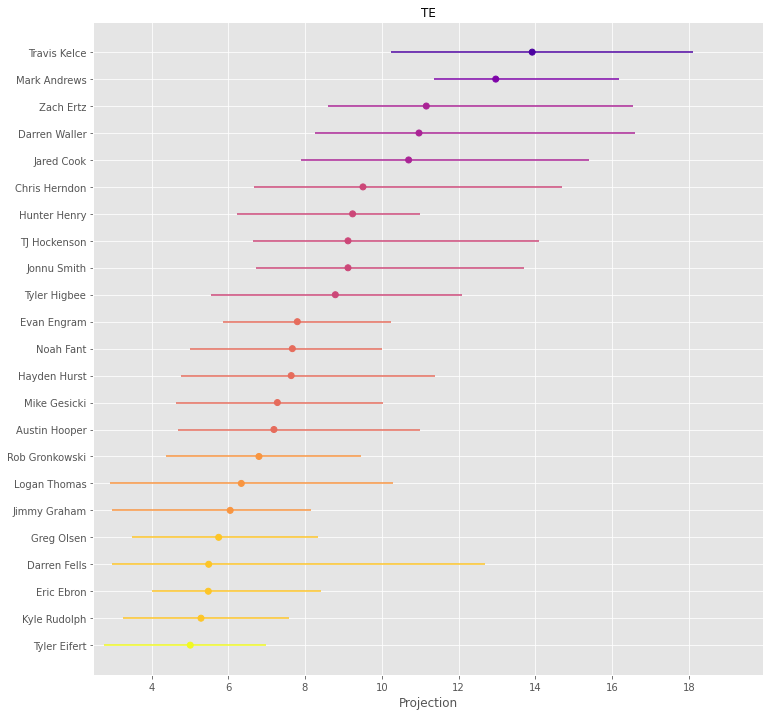 TE
Travis Kelce
Mark Andrews
Zach Ertz
Darren Waller
Jared Cook
Chris Herndon
Hunter Henry
TJ Hockenson
Jonnu Smith
Tyler Higbee
Evan Engram
Noah Fant
Hayden Hurst
Mike Gesicki
Austin Hooper
Rob Gronkowski
Logan Thomas
Jimmy Graham
Greg Olsen
Darren Fells
Eric Ebron
Kyle Rudolph
Tyler Eifert
4 6 8 10 12 14 16 18
Projection